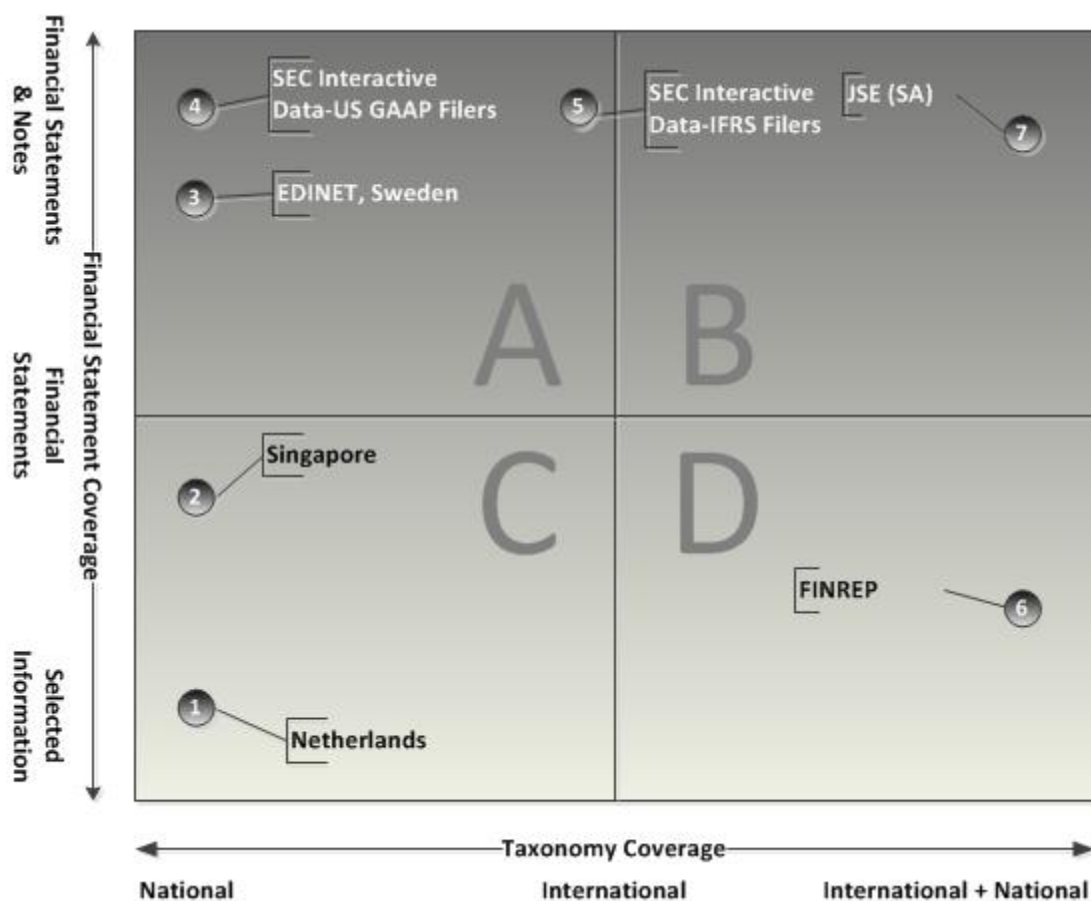 Financial Statements
& Notes
Financial
Statements
Selected
Information
Financial Statement Coverage
4
SEC Interactive
Data-US GAAP Filers
5
SEC Interactive
Data-IFRS Filers
JSE (SA)
7
3
EDINET, Sweden
A
B
Singapore
2
C
D
FINREP
6
1
Netherlands
Taxonomy Coverage
National
International
International + National